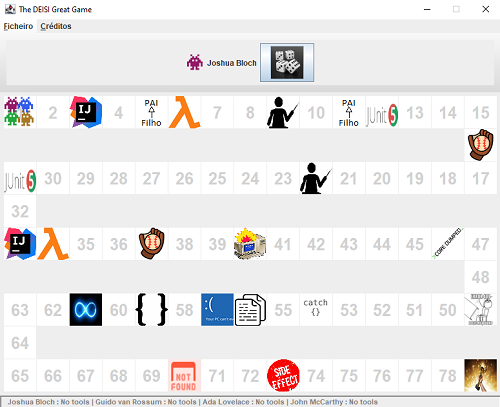 The DEISI Great Game
Ficheiro Créditos
Joshua Bloch
2 IJ 4 PAI Filho λ 7 8 10 PAI Filho JUnit 5 13 14 15
JUnit 5 30 29 28 27 26 25 24 23 21 20 19 18 17
32
IJ λ 35 36 38 39 41 42 43 44 45 CORE DUMPED 47
48
63 62 60 { } 58 :( 55 catch {} 53 52 51 50
64
65 66 67 68 69 NOT FOUND 71 72 SIDE EFFECT 74 75 76 77 78
Joshua Bloch : No tools | Guido van Rossum : No tools | Ada Lovelace : No tools | John McCarthy : No tools